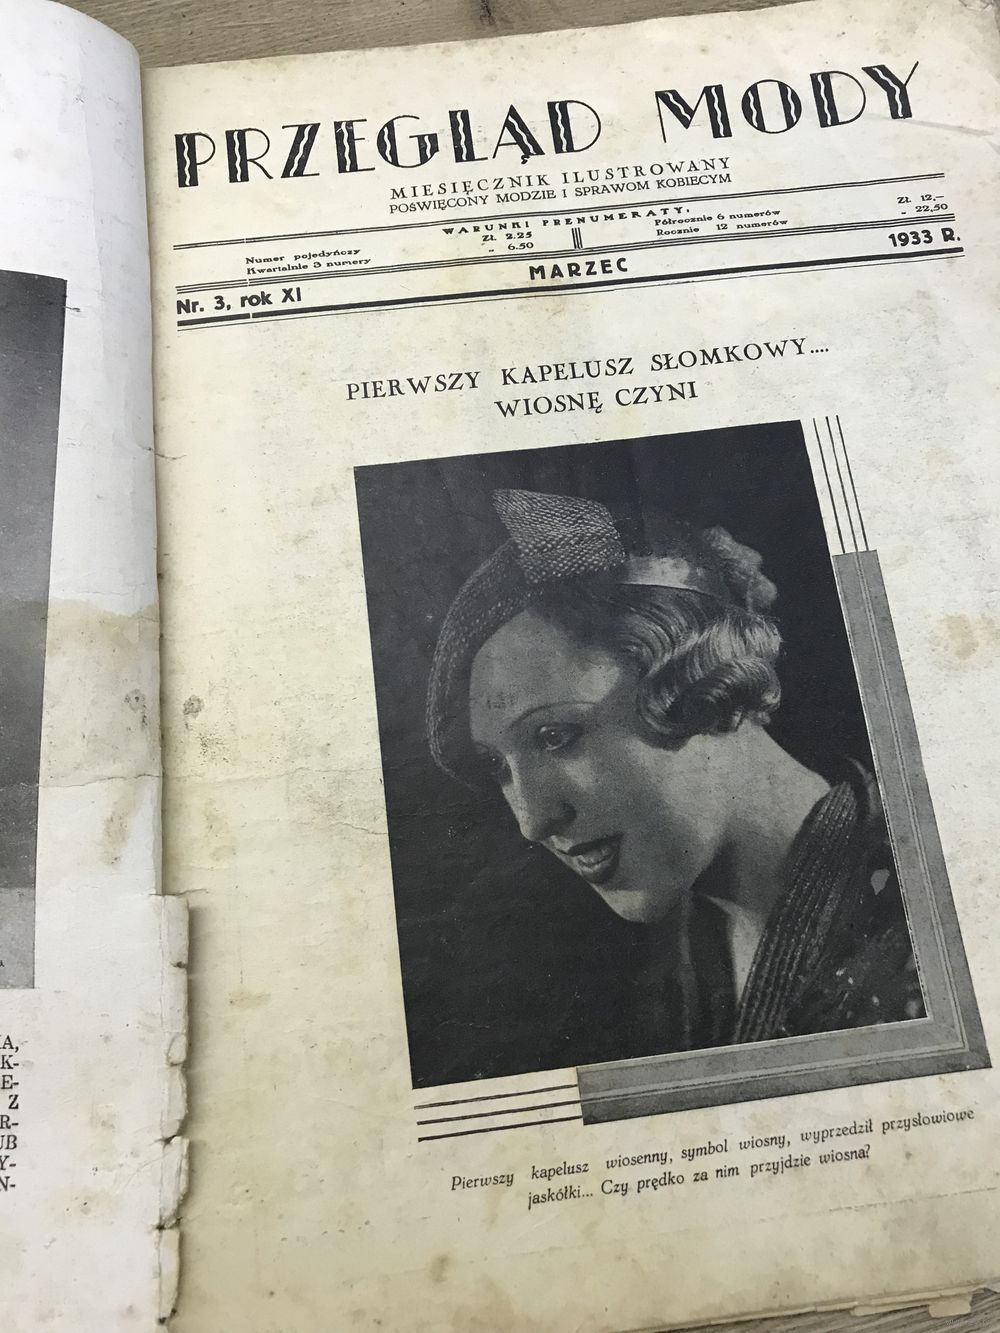 PRZEGLĄD MODY
MIESIĘCZNIK ILUSTROWANY
POŚWIĘCONY MODZIE I SPRAWOM KOBIECYM
WARUNKI PRENUMERATY.
Numer pojedyńczy Zł. 2.25 Półrocznie 6 numerów Zł. 12,—
Kwartalnie 3 numery „ 6.50 Rocznie 12 numerów „ 22,50
Nr. 3, rok XI MARZEC 1933 R.
PIERWSZY KAPELUSZ SŁOMKOWY....
WIOSNĘ CZYNI
Pierwszy kapelusz wiosenny, symbol wiosny, wyprzedził przysłowiowe
jaskółki... Czy prędko za nim przyjdzie wiosna?
A,
K-
E-
Z
R-
UB
Y-
N-